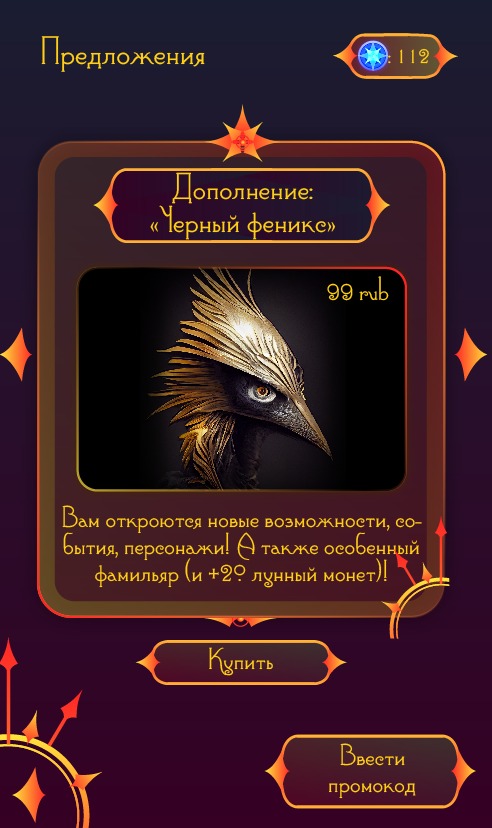 Предложения
: 112
Дополнение:
«Черный феникс»
99 rub
Вам откроются новые возможности, со-
бытия, персонажи! А также особенный
фамильяр (и +20 лунный монет)!
Купить
Ввести
промокод